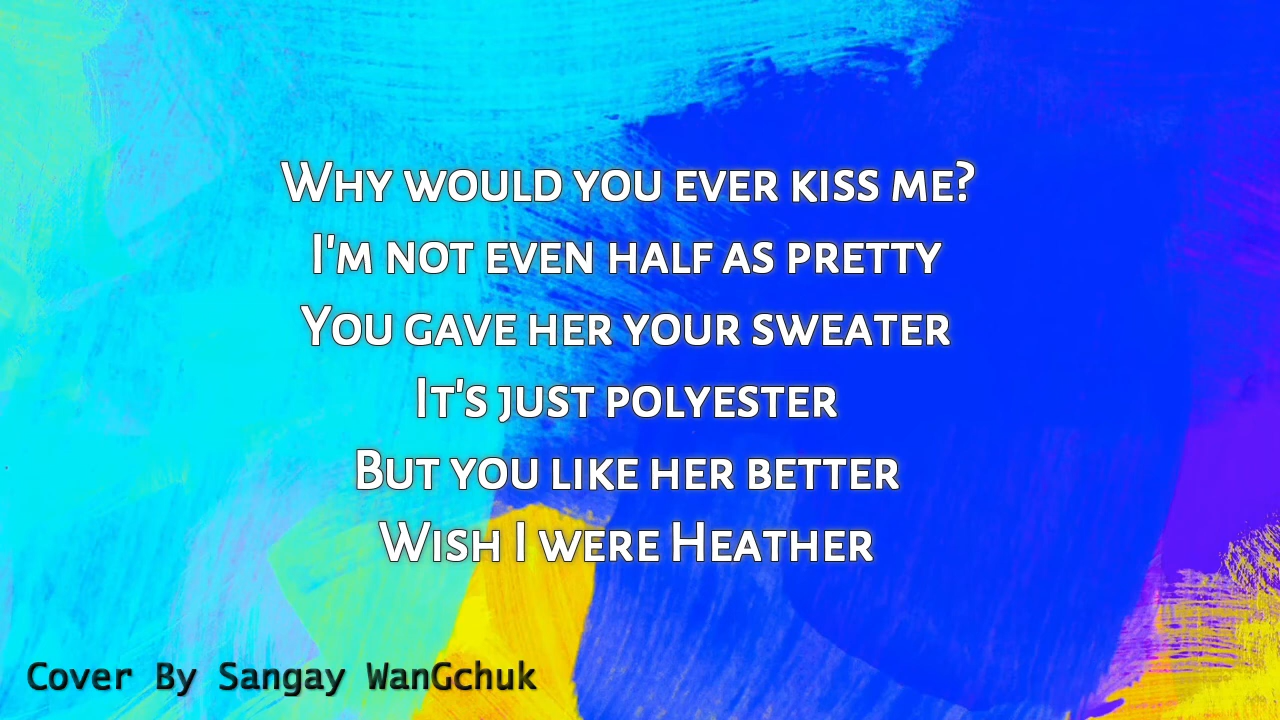 Why would you ever kiss me?
I'm not even half as pretty
You gave her your sweater
It's just polyester
But you like her better
Wish I were Heather
Cover By Sangay WanGchuk